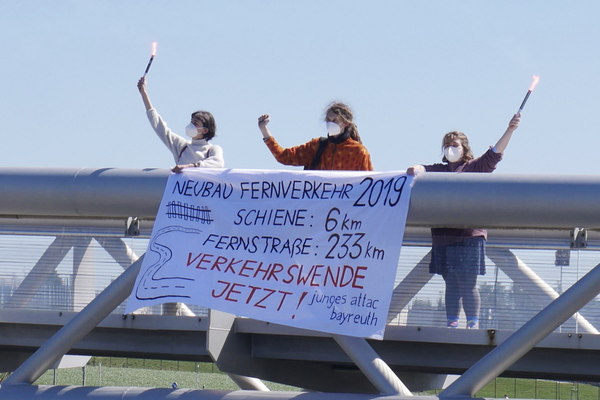 NEUBAU FERNVERKEHR 2019
SCHIENE: 6 km
FERNSTRAßE: 233 km
VERKEHRSWENDE
JETZT!
junges attac
bayreuth